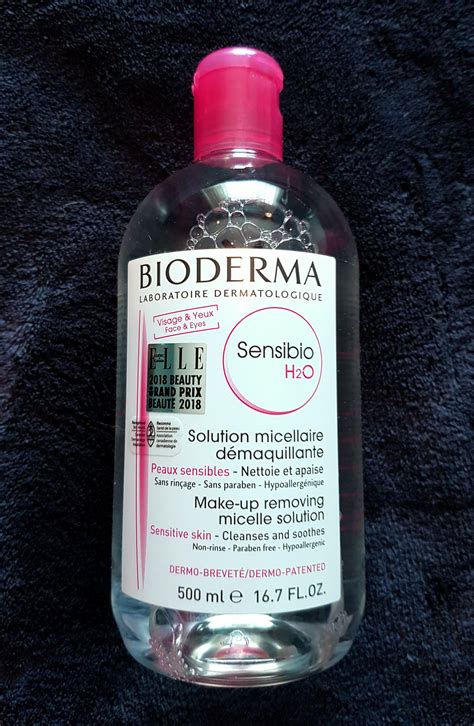 BIODERMA
LABORATOIRE DERMATOLOGIQUE
Visage & Yeux
Face & Eyes
Sensibio
H2O
ELLE
2018 BEAUTY
GRAND PRIX
BEAUTÉ 2018
Solution micellaire
démaquillante
Peaux sensibles - Nettoie et apaise
Sans rinçage - Sans paraben - Hypoallergénique
Make-up removing
micelle solution
Sensitive skin - Cleanses and soothes
Non-rinse - Paraben free - Hypoallergenic
DERMO-BREVETÉ/DERMO-PATENTED
500 ml ℮ 16.7 FL.OZ.